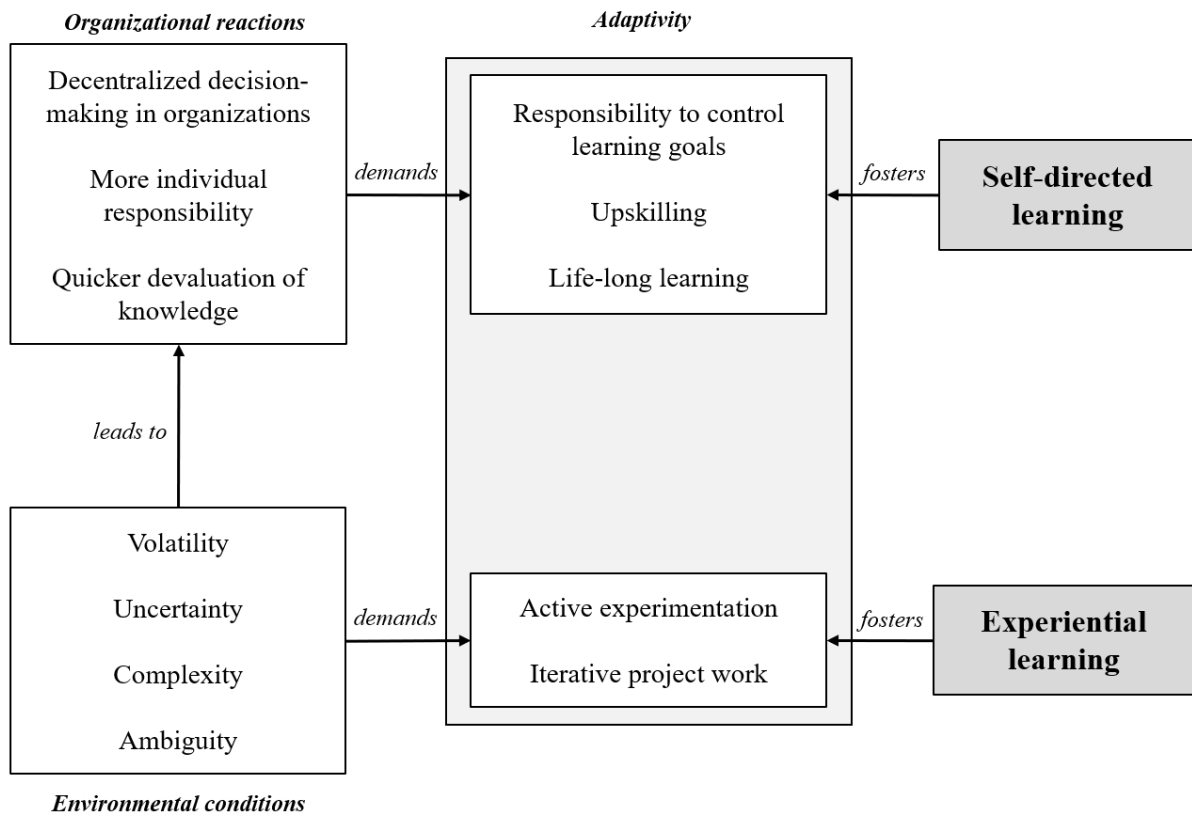 Organizational reactions
Adaptivity
Decentralized decision-
making in organizations
More individual
responsibility
Quicker devaluation of
knowledge
demands
Responsibility to control
learning goals
Upskilling
Life-long learning
fosters
Self-directed
learning
leads to
Volatility
Uncertainty
Complexity
Ambiguity
demands
Active experimentation
Iterative project work
fosters
Experiential
learning
Environmental conditions